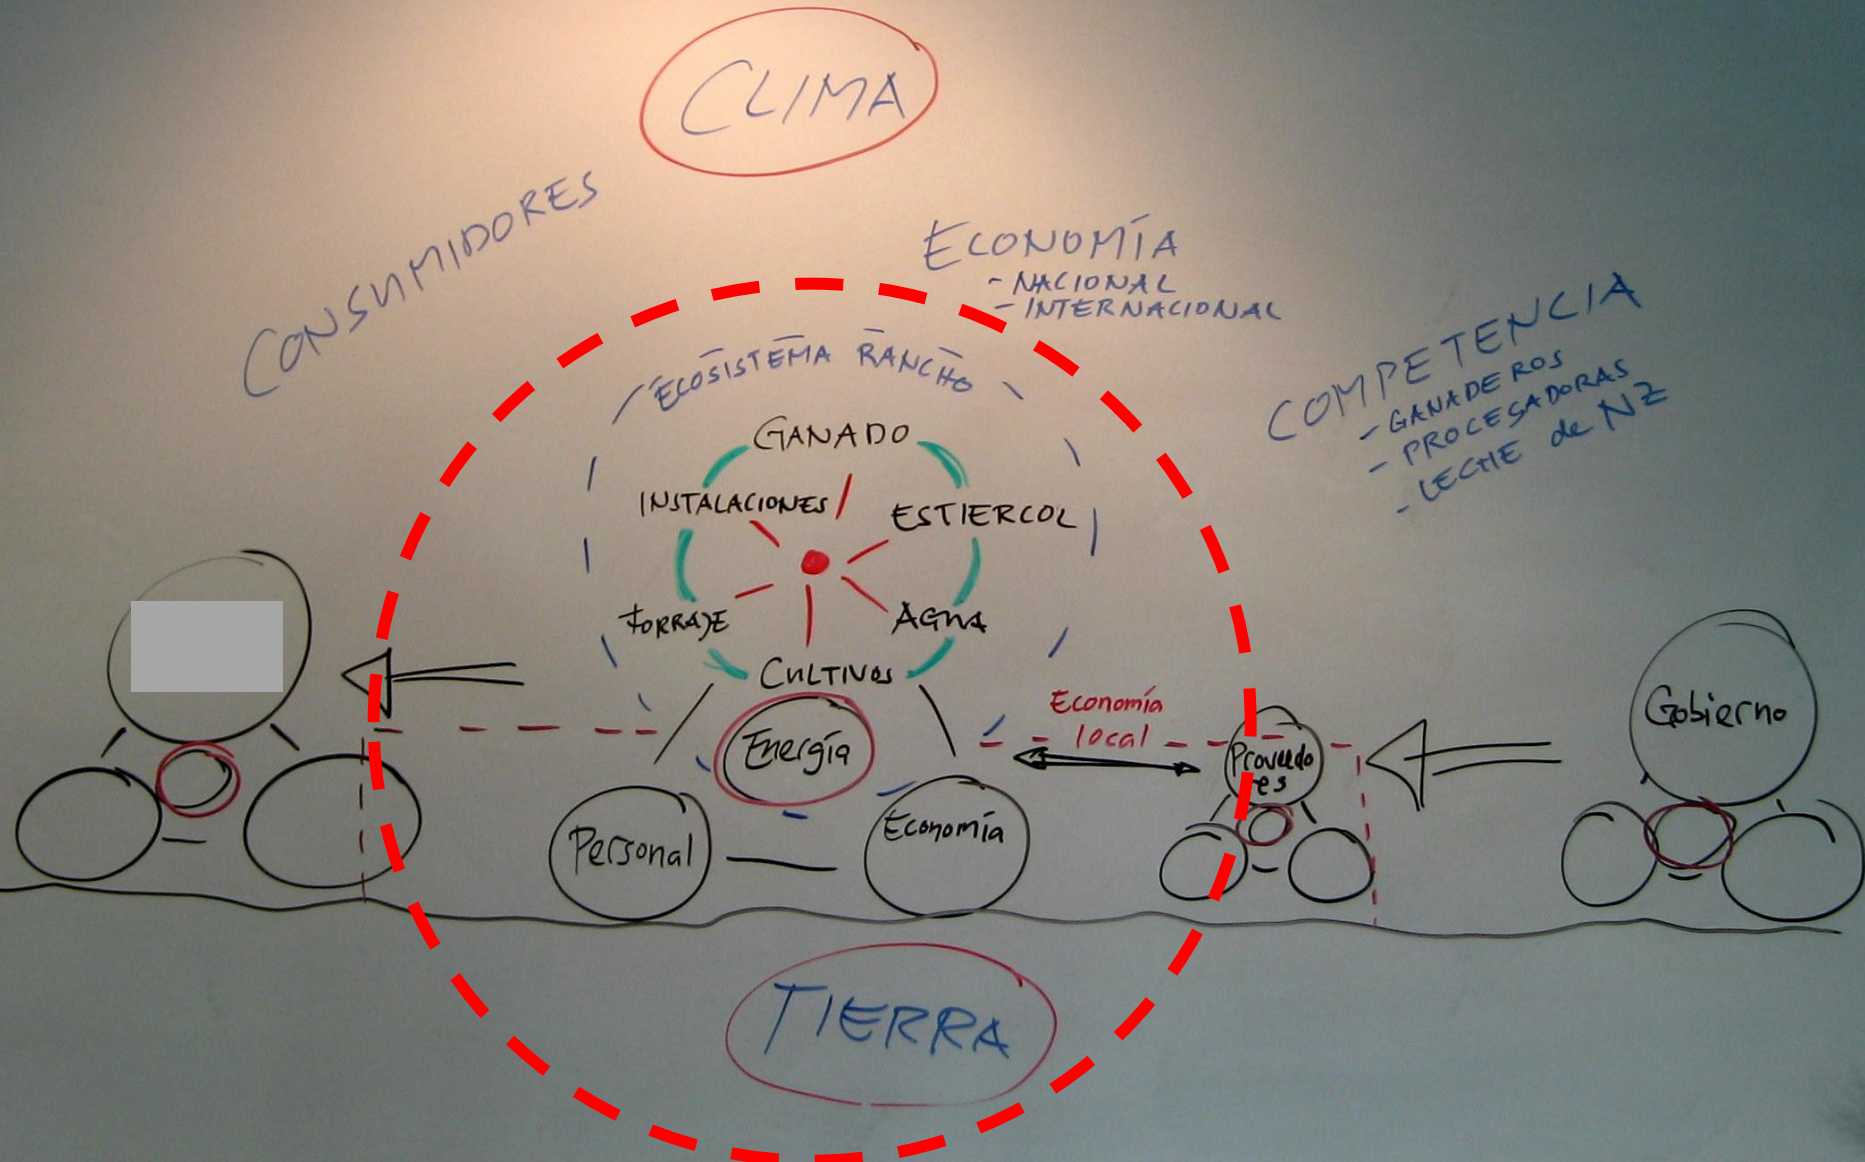 CLIMA
CONSUMIDORES
ECONOMÍA
- NACIONAL
- INTERNACIONAL
COMPETENCIA
- GANADEROS
- PROCESADORAS
- LECHE de NZ
ECOSISTEMA RANCHO
GANADO
INSTALACIONES
ESTIERCOL
FORRAJE
AGUA
CULTIVOS
Energía
Economía
local
Proveedo
es
Gobierno
Personal
Economía
TIERRA